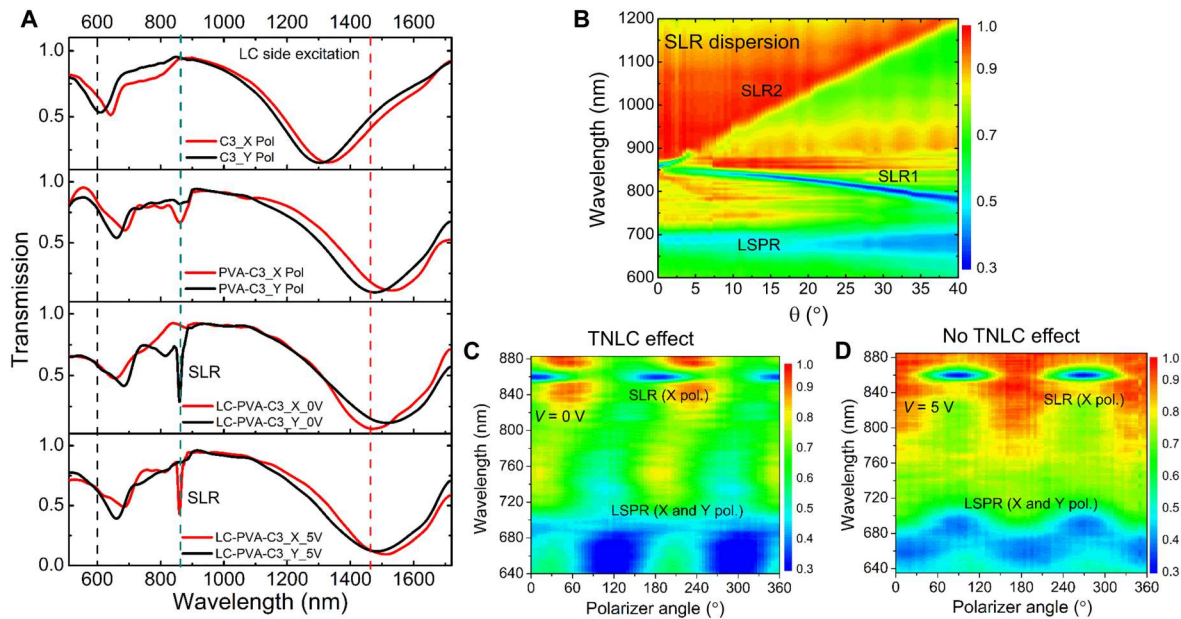 A
600 800 1000 1200 1400 1600
LC side excitation
1.0
0.5
C3_X Pol
C3_Y Pol
1.0
0.5
PVA-C3_X Pol
PVA-C3_Y Pol
1.0
0.5
SLR
LC-PVA-C3_X_0V
LC-PVA-C3_Y_0V
1.0
0.5
SLR
LC-PVA-C3_X_5V
LC-PVA-C3_Y_5V
0.0
600 800 1000 1200 1400 1600
Transmission
Wavelength (nm)
B
SLR dispersion
SLR2
SLR1
LSPR
1200
1100
1000
900
800
700
600
Wavelength (nm)
0 5 10 15 20 25 30 35 40
θ (°)
1.0
0.9
0.7
0.6
0.4
0.3
C
TNLC effect
SLR (X pol.)
V = 0 V
LSPR (X and Y pol.)
880
840
800
760
720
680
640
Wavelength (nm)
0 60 120 180 240 300 360
Polarizer angle (°)
1.0
0.9
0.8
0.7
0.6
0.5
0.4
0.3
D
No TNLC effect
SLR (X pol.)
V = 5 V
LSPR (X and Y pol.)
880
840
800
760
720
680
640
Wavelength (nm)
0 60 120 180 240 300 360
Polarizer angle (°)
1.0
0.9
0.8
0.7
0.6
0.5
0.4
0.3